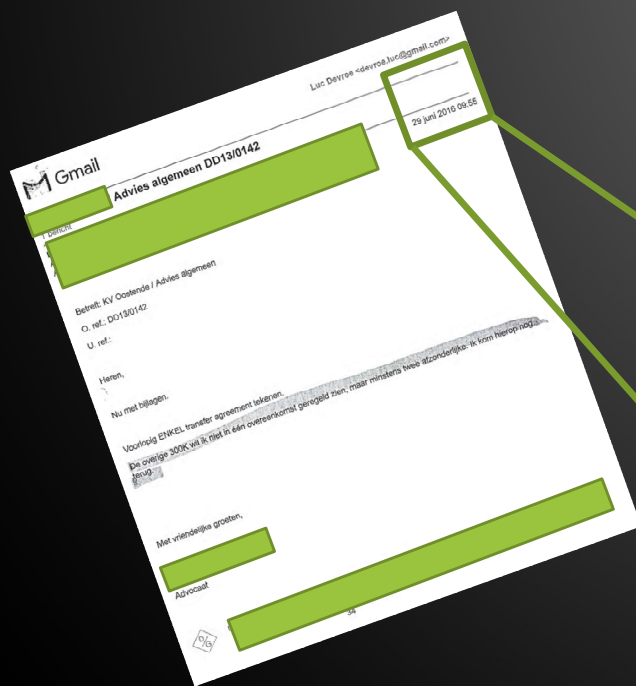 Luc Devroe <devroe.luc@gmail.com>
Gmail
Advies algemeen DD13/0142
29 juni 2016 09:55
1 bericht
Betreft: KV Oostende / Advies algemeen
O. ref.: DD13/0142
U. ref.:
Heren,
Nu met bijlagen.
Voorlopig ENKEL transfer agreement tekenen.
De overige 300K wil ik niet in één overeenkomst geregeld zien, maar minstens twee afzonderlijke. Ik kom hierop nog
terug.
Met vriendelijke groeten,
Advocaat
34